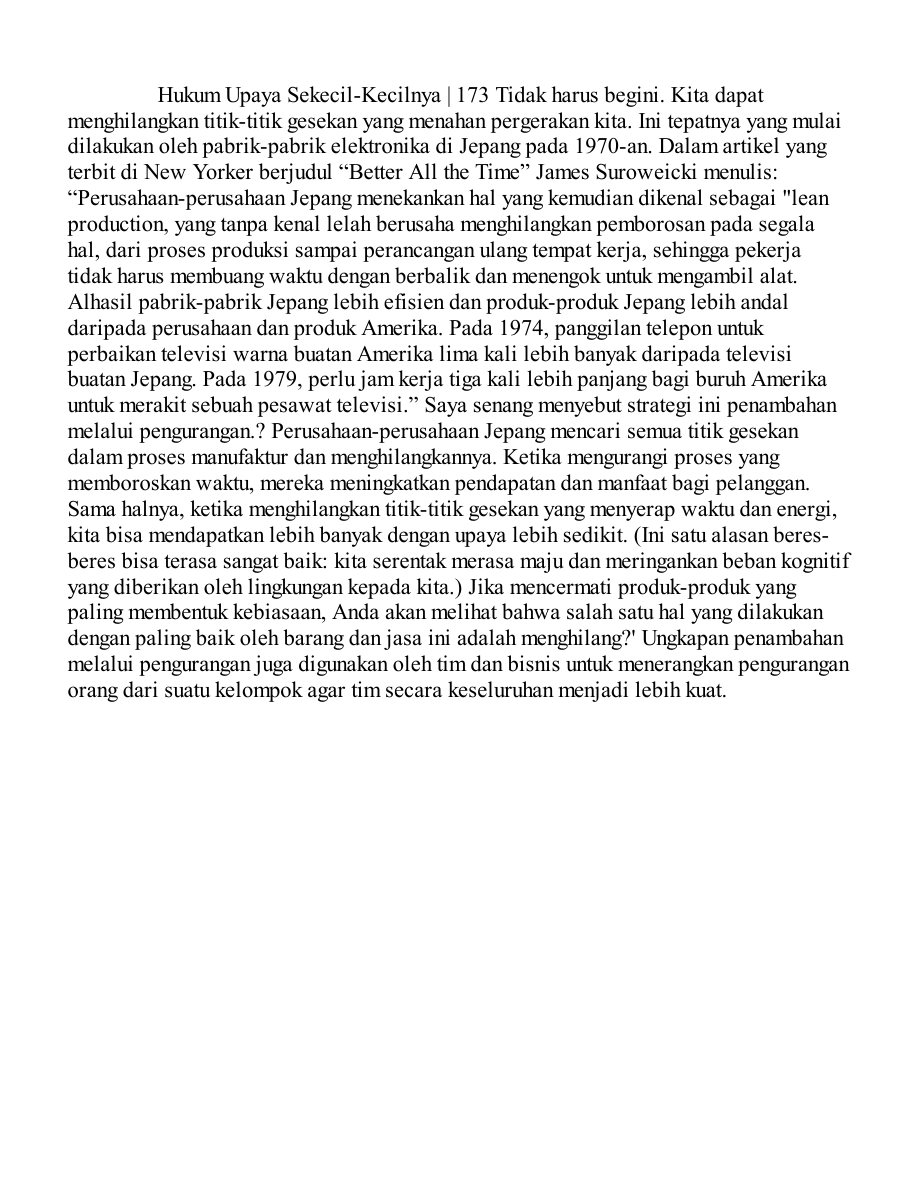 Hukum Upaya Sekecil-Kecilnya | 173 Tidak harus begini. Kita dapat
menghilangkan titik-titik gesekan yang menahan pergerakan kita. Ini tepatnya yang mulai
dilakukan oleh pabrik-pabrik elektronika di Jepang pada 1970-an. Dalam artikel yang
terbit di New Yorker berjudul “Better All the Time” James Suroweicki menulis:
“Perusahaan-perusahaan Jepang menekankan hal yang kemudian dikenal sebagai "lean
production, yang tanpa kenal lelah berusaha menghilangkan pemborosan pada segala
hal, dari proses produksi sampai perancangan ulang tempat kerja, sehingga pekerja
tidak harus membuang waktu dengan berbalik dan menengok untuk mengambil alat.
Alhasil pabrik-pabrik Jepang lebih efisien dan produk-produk Jepang lebih andal
daripada perusahaan dan produk Amerika. Pada 1974, panggilan telepon untuk
perbaikan televisi warna buatan Amerika lima kali lebih banyak daripada televisi
buatan Jepang. Pada 1979, perlu jam kerja tiga kali lebih panjang bagi buruh Amerika
untuk merakit sebuah pesawat televisi.” Saya senang menyebut strategi ini penambahan
melalui pengurangan.? Perusahaan-perusahaan Jepang mencari semua titik gesekan
dalam proses manufaktur dan menghilangkannya. Ketika mengurangi proses yang
memboroskan waktu, mereka meningkatkan pendapatan dan manfaat bagi pelanggan.
Sama halnya, ketika menghilangkan titik-titik gesekan yang menyerap waktu dan energi,
kita bisa mendapatkan lebih banyak dengan upaya lebih sedikit. (Ini satu alasan beres-
beres bisa terasa sangat baik: kita serentak merasa maju dan meringankan beban kognitif
yang diberikan oleh lingkungan kepada kita.) Jika mencermati produk-produk yang
paling membentuk kebiasaan, Anda akan melihat bahwa salah satu hal yang dilakukan
dengan paling baik oleh barang dan jasa ini adalah menghilang?' Ungkapan penambahan
melalui pengurangan juga digunakan oleh tim dan bisnis untuk menerangkan pengurangan
orang dari suatu kelompok agar tim secara keseluruhan menjadi lebih kuat.